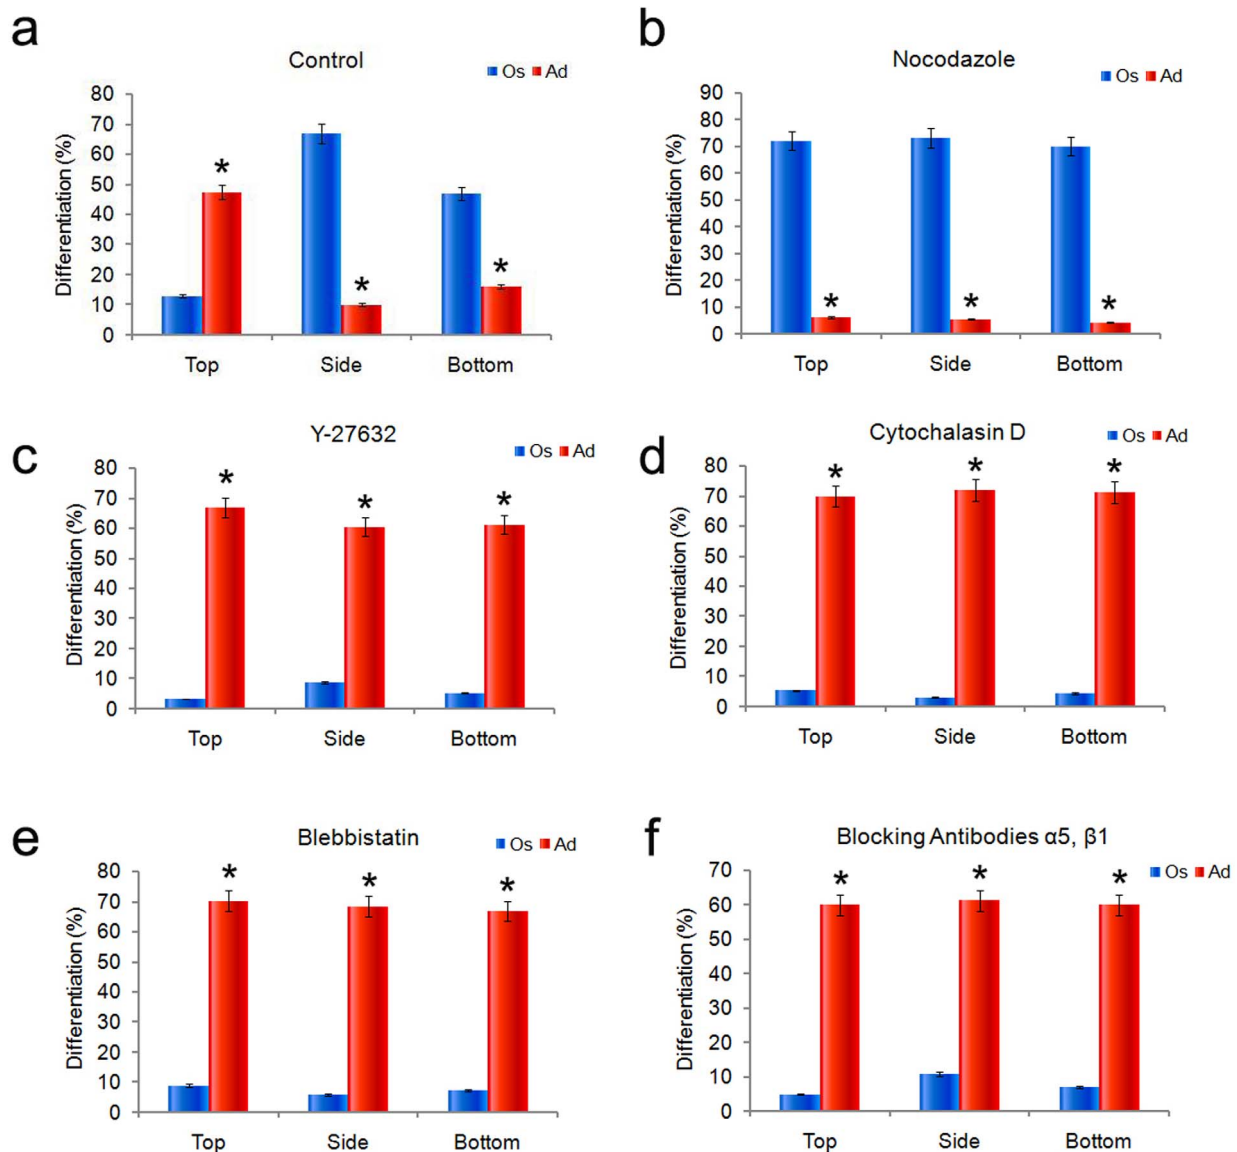 a
Control
Os Ad
Differentiation (%)
80
70
60
50
40
30
20
10
0
* * *
Top Side Bottom
b
Nocodazole
Os Ad
Differentiation (%)
90
80
70
60
50
40
30
20
10
0
* * *
Top Side Bottom
c
Y-27632
Os Ad
Differentiation (%)
80
70
60
50
40
30
20
10
0
* * *
Top Side Bottom
d
Cytochalasin D
Os Ad
Differentiation (%)
80
70
60
50
40
30
20
10
0
* * *
Top Side Bottom
e
Blebbistatin
Os Ad
Differentiation (%)
80
70
60
50
40
30
20
10
0
* * *
Top Side Bottom
f
Blocking Antibodies α5, β1
Os Ad
Differentiation (%)
70
60
50
40
30
20
10
0
* * *
Top Side Bottom